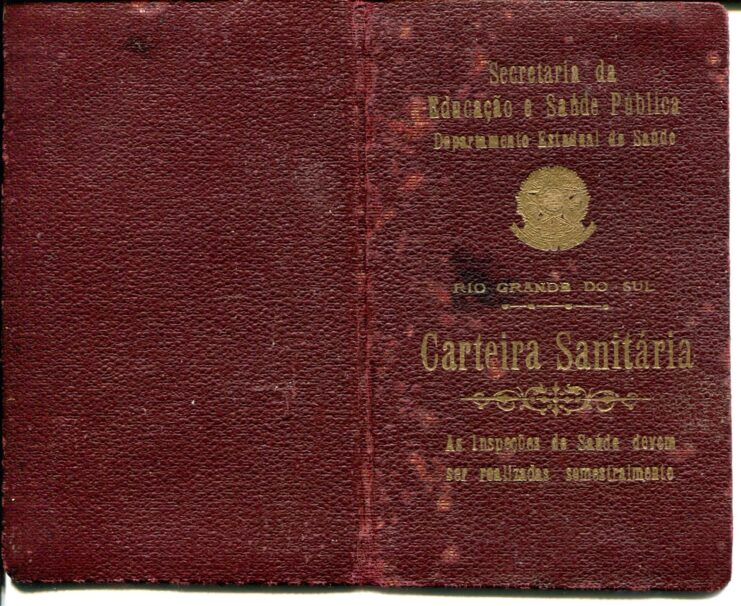 Secretaria da
Educação e Saúde Pública
Departamento Estadual de Saúde
RIO GRANDE DO SUL
Carteira Sanitária
As Inspeções de Saúde devem
ser realizadas semestralmente